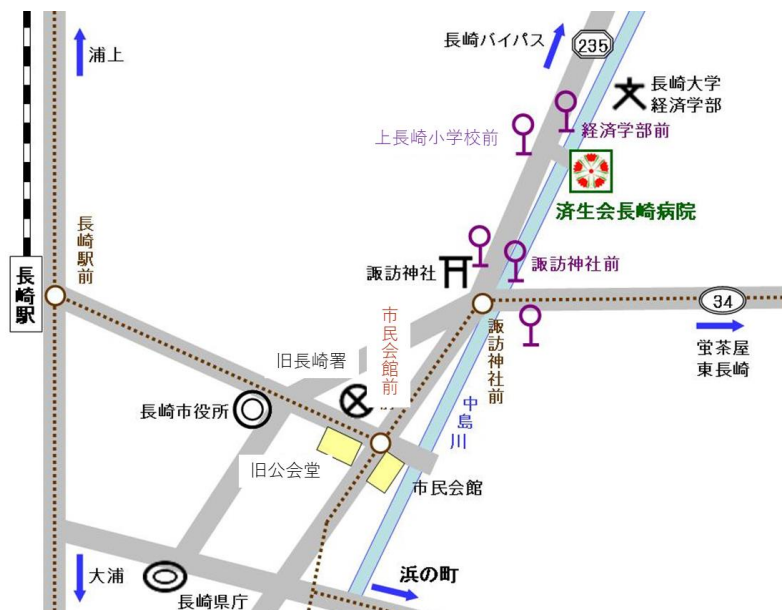 浦上
長崎バイパス
235
長崎大学
経済学部
上長崎小学校前
経済学部前
済生会長崎病院
長崎駅前
長崎駅
諏訪神社
諏訪神社前
34
蛍茶屋
東長崎
市民会館前
諏訪神社前
旧長崎署
中島川
長崎市役所
旧公会堂
市民会館
大浦
浜の町
長崎県庁